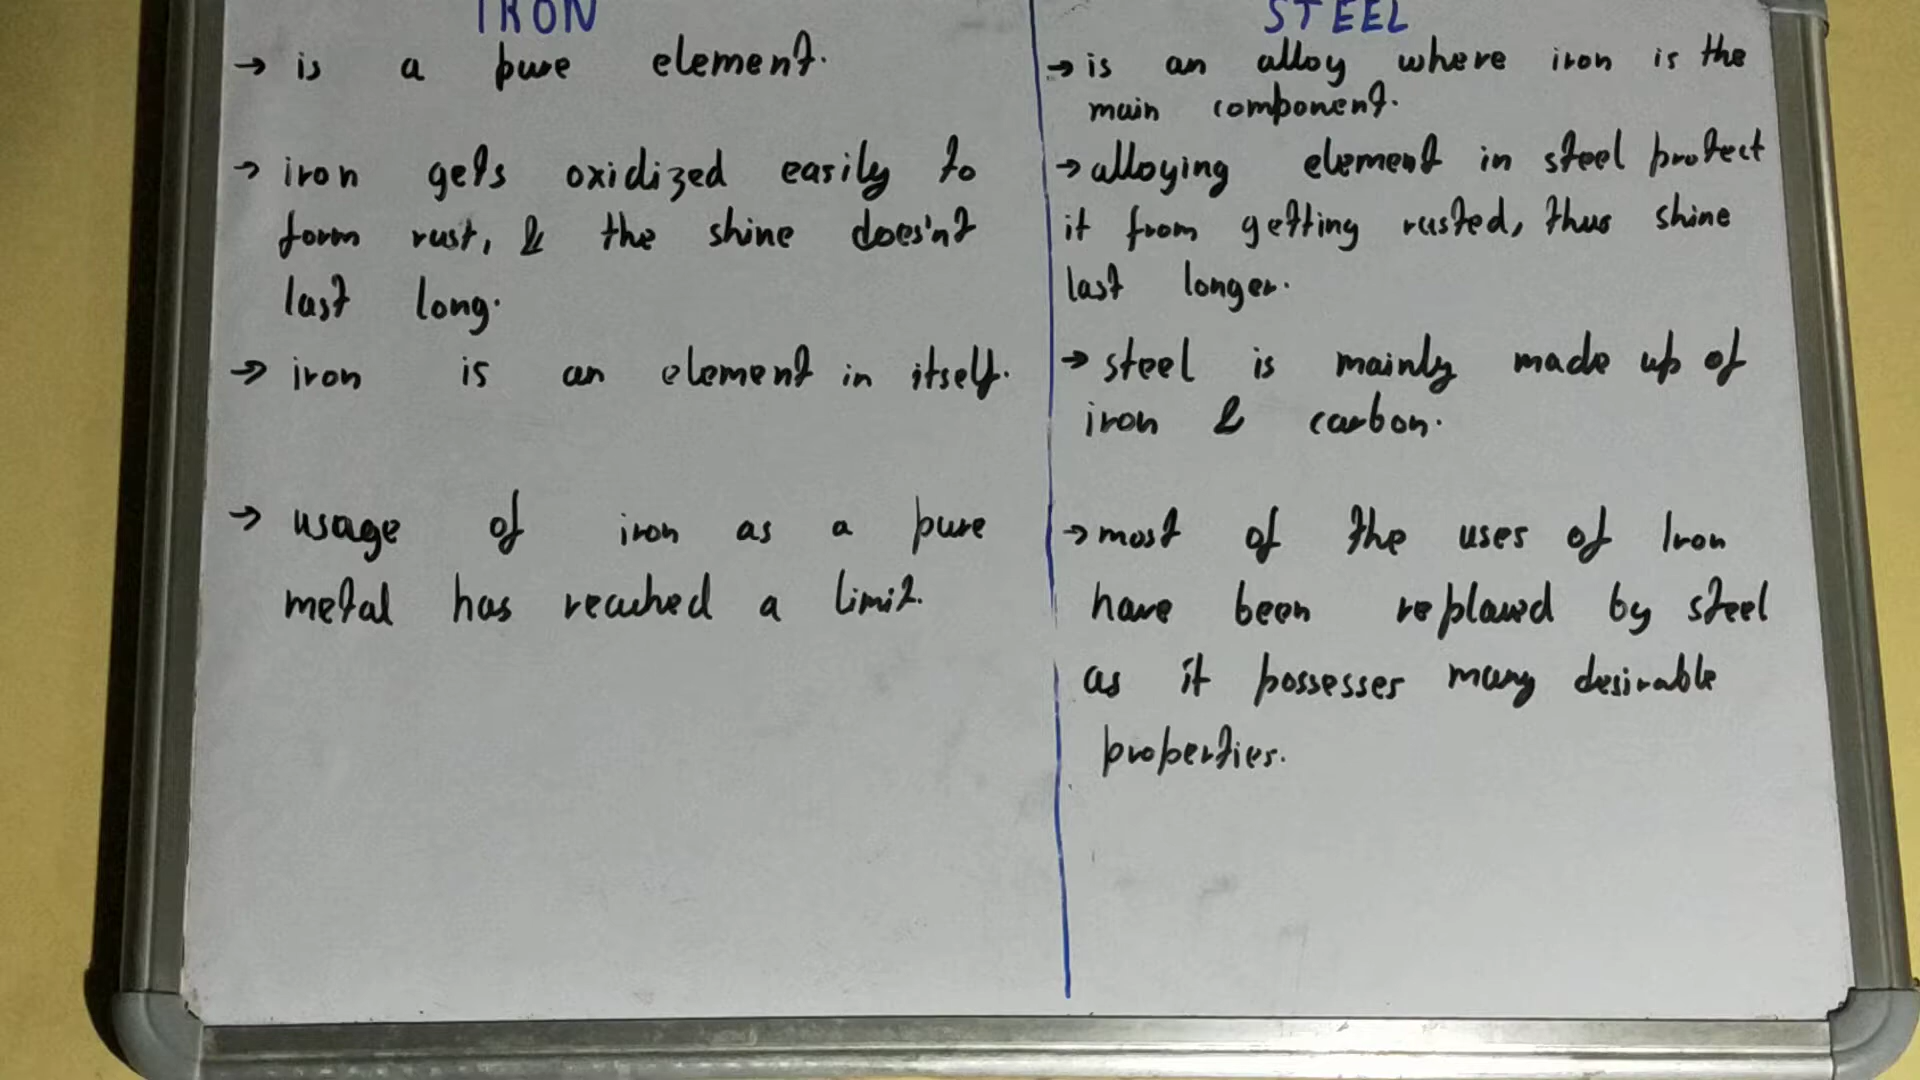 IRON
→ is a pure element.
→ iron gets oxidized easily to
form rust, & the shine does'nt
last long.
→ iron is an element in itself.
→ usage of iron as a pure
metal has reached a limit.
STEEL
→ is an alloy where iron is the
main component.
→ alloying element in steel protect
it from getting rusted, thus shine
last longer.
→ steel is mainly made up of
iron & carbon.
→ most of the uses of Iron
have been replaced by steel
as it possesses many desirable
properties.